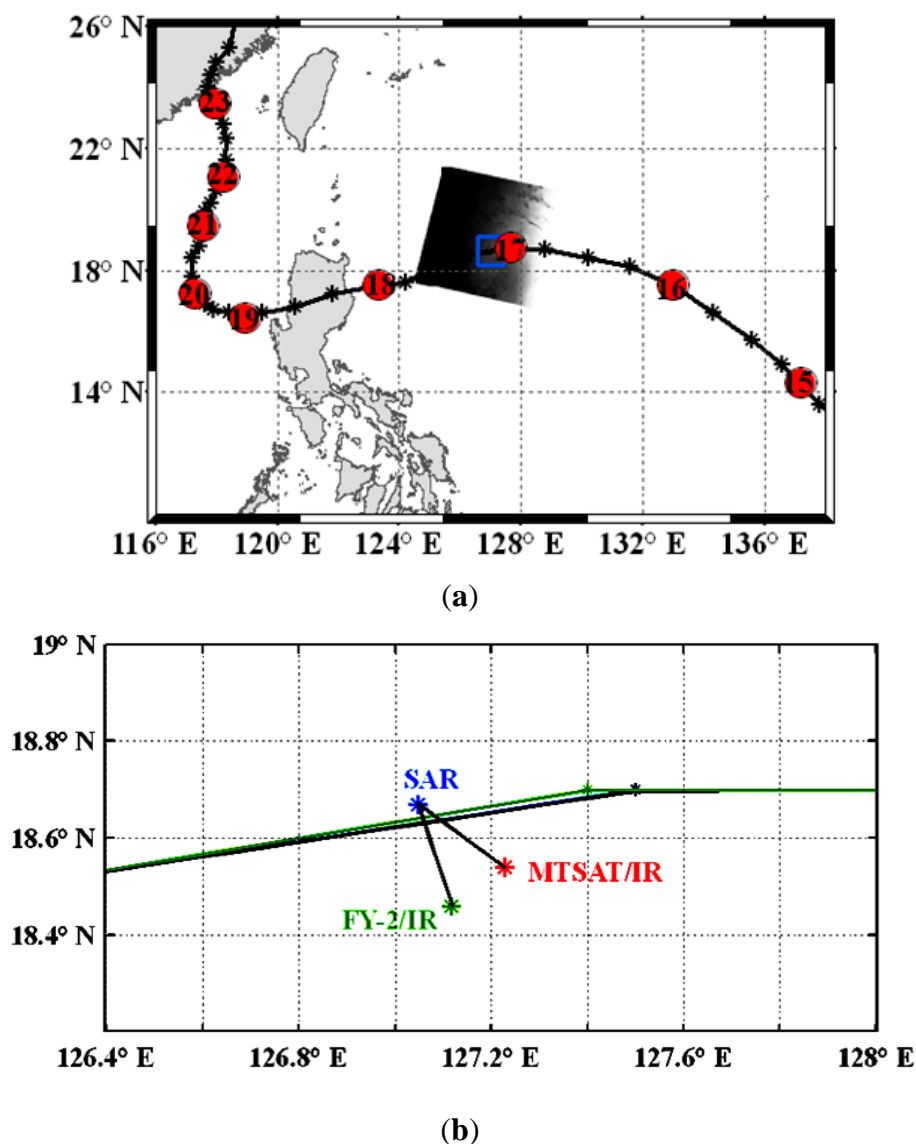 26° N
22° N
18° N
14° N
23
22
21
20
19
18
17
16
15
116° E 120° E 124° E 128° E 132° E 136° E
(a)
19° N
18.8° N
18.6° N
18.4° N
SAR
MTSAT/IR
FY-2/IR
126.4° E 126.8° E 127.2° E 127.6° E 128° E
(b)